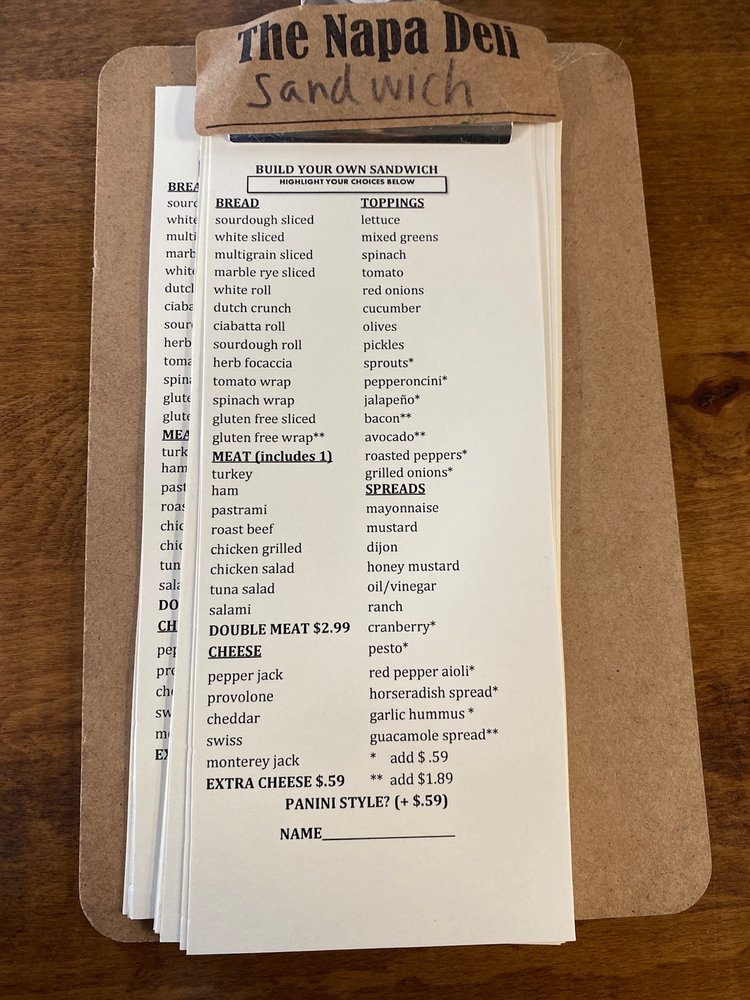 The Napa Deli
Sandwich
BUILD YOUR OWN SANDWICH
HIGHLIGHT YOUR CHOICES BELOW
BREAD
sourdough sliced
white sliced
multigrain sliced
marble rye sliced
white roll
dutch crunch
ciabatta roll
sourdough roll
herb focaccia
tomato wrap
spinach wrap
gluten free sliced
gluten free wrap**
MEAT (includes 1)
turkey
ham
pastrami
roast beef
chicken grilled
chicken salad
tuna salad
salami
DOUBLE MEAT $2.99
CHEESE
pepper jack
provolone
cheddar
swiss
monterey jack
EXTRA CHEESE $.59
TOPPINGS
lettuce
mixed greens
spinach
tomato
red onions
cucumber
olives
pickles
sprouts*
pepperoncini*
jalapeño*
bacon**
avocado**
roasted peppers*
grilled onions*
SPREADS
mayonnaise
mustard
dijon
honey mustard
oil/vinegar
ranch
cranberry*
pesto*
red pepper aioli*
horseradish spread*
garlic hummus *
guacamole spread**
* add $.59
** add $1.89
PANINI STYLE? (+ $.59)
NAME